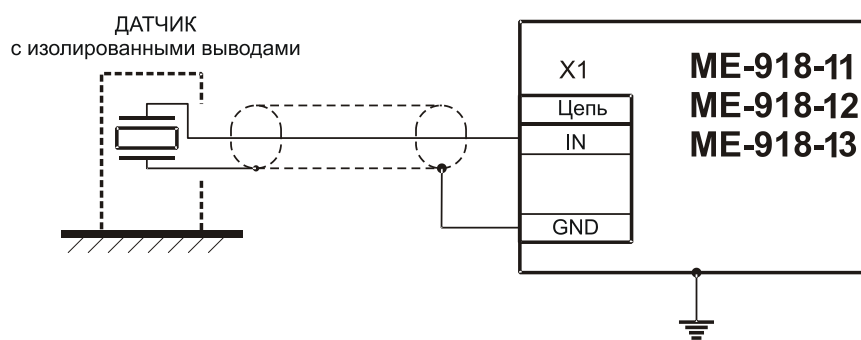 ДАТЧИК
с изолированными выводами
X1
Цепь
IN
GND
ME-918-11
ME-918-12
ME-918-13